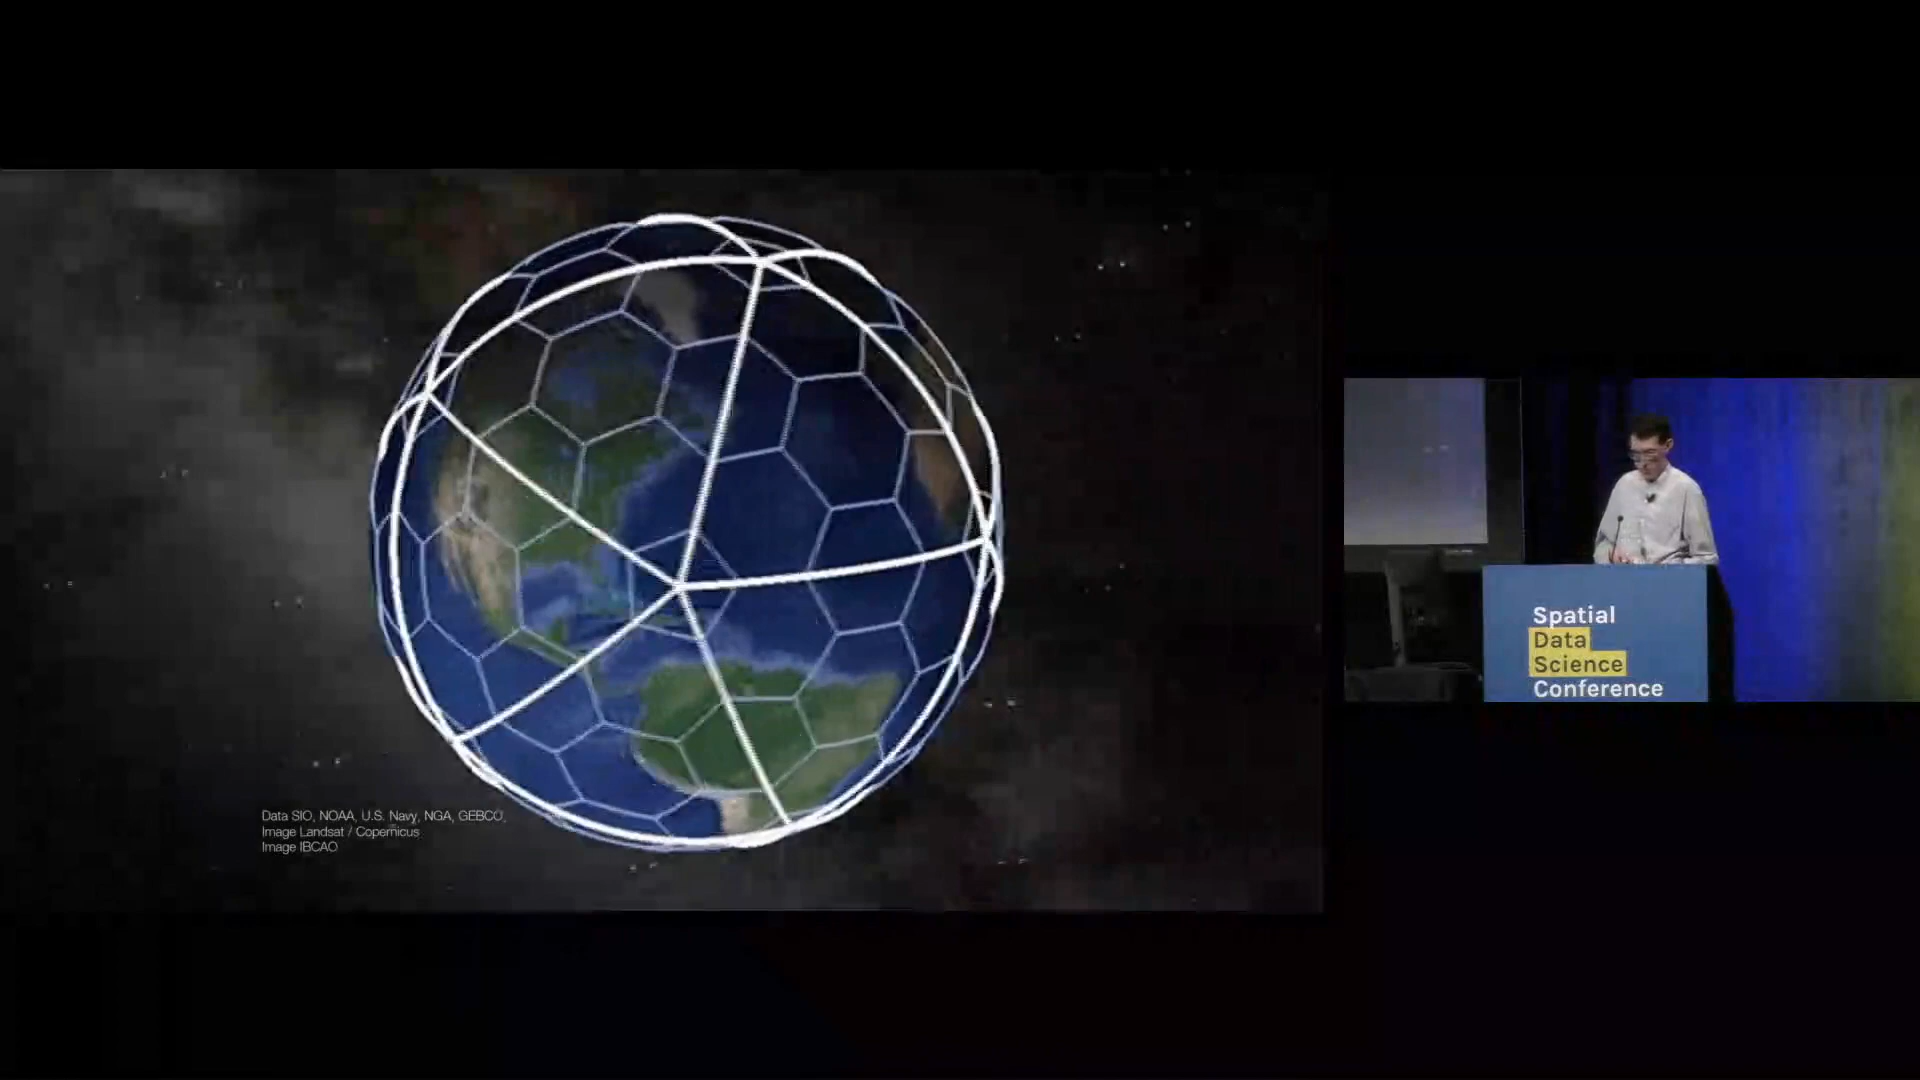 Data SIO, NOAA, U.S. Navy, NGA, GEBCO,
Image Landsat / Copernicus
Image IBCAO
Spatial
Data
Science
Conference